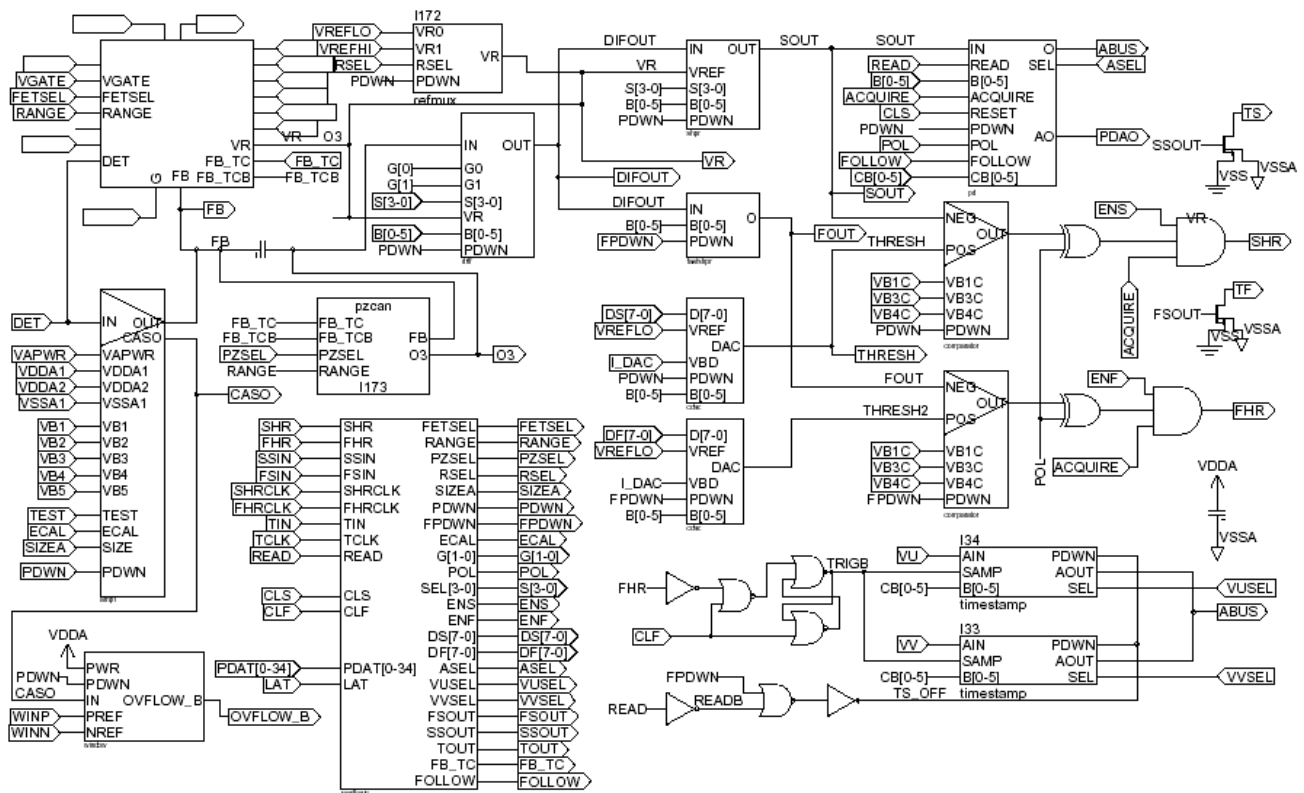 I172
VREFLO
VREFHI
RSEL
PDWN
VR0
VR1
RSEL
PDWN
VR
refmux
VGATE
FETSEL
RANGE
VGATE
FETSEL
RANGE
DET
G
FB
VR
FB_TC
FB_TCB
VR
O3
FB_TC
FB_TCB
FB
FB
G[0]
G[1]
S[3-0]
B[0-5]
PDWN
IN
G0
G1
S[3-0]
VR
B[0-5]
PDWN
OUT
DIFOUT
VR
S[3-0]
B[0-5]
PDWN
IN
VREF
S[3-0]
B[0-5]
PDWN
OUT
shpr
SOUT
VR
DIFOUT
DIFOUT
B[0-5]
FPDWN
IN
B[0-5]
PDWN
O
fastshpr
FOUT
SOUT
READ
B[0-5]
ACQUIRE
CLS
PDWN
POL
FOLLOW
CB[0-5]
IN
READ
B[0-5]
ACQUIRE
RESET
PDWN
POL
FOLLOW
CB[0-5]
O
SEL
AO
ABUS
ASEL
PDAO
SOUT
TS
SSOUT
VSS
VSSA
THRESH
NEG
POS
OUT
VB1C
VB3C
VB4C
PDWN
VB1C
VB3C
VB4C
PDWN
comparator
ENS
VR
SHR
ACQUIRE
TF
FSOUT
VSS
VSSA
DET
IN
OUT
CASO
VAPWR
VDDA1
VDDA2
VSSA1
VB1
VB2
VB3
VB4
VB5
TEST
ECAL
SIZEA
PDWN
VAPWR
VDDA1
VDDA2
VSSA1
VB1
VB2
VB3
VB4
VB5
TEST
ECAL
SIZE
PDWN
CASO
pzcan
FB_TC
FB_TCB
PZSEL
RANGE
FB_TC
FB_TCB
PZSEL
RANGE
FB
O3
I173
O3
DS[7-0]
VREFLO
I_DAC
PDWN
B[0-5]
D[7-0]
VREF
DAC
VBD
PDWN
B[0-5]
THRESH
FOUT
THRESH2
DF[7-0]
VREFLO
I_DAC
FPDWN
B[0-5]
D[7-0]
VREF
DAC
VBD
PDWN
B[0-5]
NEG
POS
OUT
VB1C
VB3C
VB4C
FPDWN
VB1C
VB3C
VB4C
PDWN
comparator
ENF
FHR
POL
ACQUIRE
VDDA
VSSA
SHR
FHR
SSIN
FSIN
SHRCLK
FHRCLK
TIN
TCLK
READ
CLS
CLF
PDAT[0-34]
LAT
SHR
FHR
SSIN
FSIN
SHRCLK
FHRCLK
TIN
TCLK
READ
CLS
CLF
PDAT[0-34]
LAT
FETSEL
RANGE
PZSEL
RSEL
SIZEA
PDWN
FPDWN
ECAL
G[1-0]
POL
SEL[3-0]
ENS
ENF
DS[7-0]
DF[7-0]
ASEL
VUSEL
VVSEL
FSOUT
SSOUT
TOUT
FB_TC
FOLLOW
FETSEL
RANGE
PZSEL
RSEL
SIZEA
PDWN
FPDWN
ECAL
G[1-0]
POL
S[3-0]
ENS
ENF
DS[7-0]
DF[7-0]
ASEL
VUSEL
VVSEL
FSOUT
SSOUT
TOUT
FB_TC
FOLLOW
VDDA
PDWN
CASO
WINP
WINN
PWR
PDWN
IN
PREF
NREF
OVFLOW_B
OVFLOW_B
window
FHR
CLF
TRIGB
FPDWN
READ
READB
TS_OFF
I34
VU
CB[0-5]
AIN
SAMP
B[0-5]
PDWN
AOUT
SEL
timestamp
VUSEL
ABUS
I33
VV
CB[0-5]
AIN
SAMP
B[0-5]
PDWN
AOUT
SEL
timestamp
VVSEL